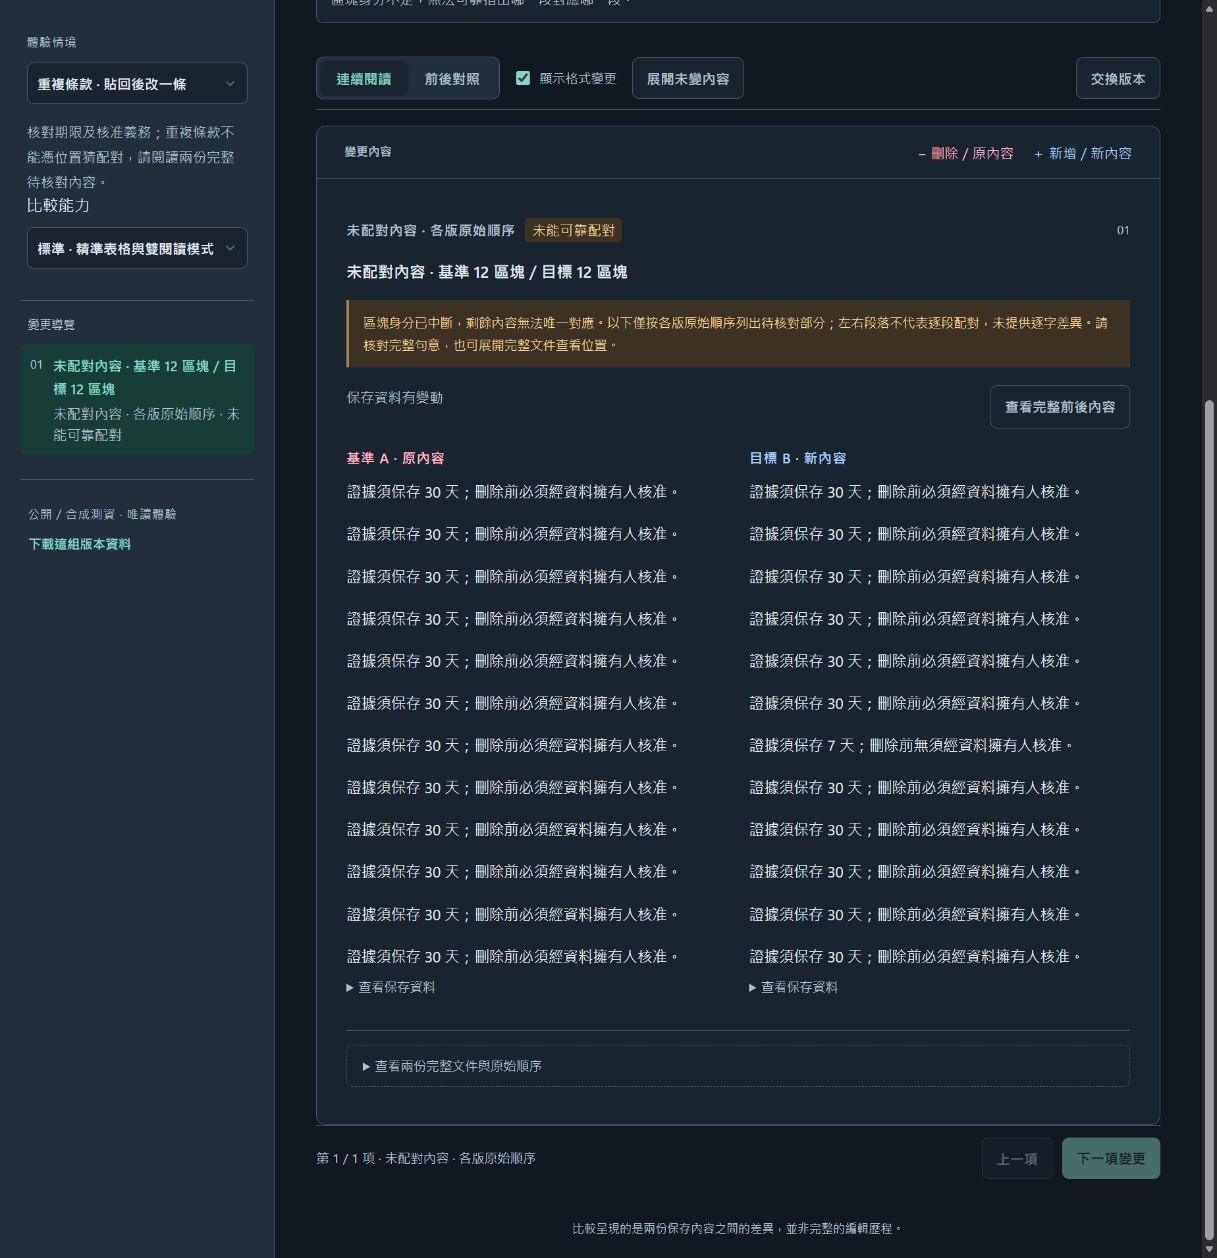 體驗情境
重複條款 · 貼回後改一條
核對期限及核准義務；重複條款不
能憑位置猜配對，請閱讀兩份完整
待核對內容。
比較能力
標準 · 精準表格與雙閱讀模式
變更導覽
01 未配對內容 · 基準 12 區塊 / 目
標 12 區塊
未配對內容 · 各版原始順序 · 未
能可靠配對
公開 / 合成測資 · 唯讀體驗
下載這組版本資料
連續閱讀 前後對照 顯示格式變更 展開未變內容 交換版本
變更內容 − 刪除 / 原內容 + 新增 / 新內容
未配對內容 · 各版原始順序 未能可靠配對 01
未配對內容 · 基準 12 區塊 / 目標 12 區塊
區塊身分已中斷，剩餘內容無法唯一對應。以下僅按各版原始順序列出待核對部分；左右段落不代表逐段配對，未提供逐字差異。請
核對完整句意，也可展開完整文件查看位置。
保存資料有變動 查看完整前後內容
基準 A · 原內容 目標 B · 新內容
證據須保存 30 天；刪除前必須經資料擁有人核准。 證據須保存 30 天；刪除前必須經資料擁有人核准。
證據須保存 30 天；刪除前必須經資料擁有人核准。 證據須保存 30 天；刪除前必須經資料擁有人核准。
證據須保存 30 天；刪除前必須經資料擁有人核准。 證據須保存 30 天；刪除前必須經資料擁有人核准。
證據須保存 30 天；刪除前必須經資料擁有人核准。 證據須保存 30 天；刪除前必須經資料擁有人核准。
證據須保存 30 天；刪除前必須經資料擁有人核准。 證據須保存 30 天；刪除前必須經資料擁有人核准。
證據須保存 30 天；刪除前必須經資料擁有人核准。 證據須保存 30 天；刪除前必須經資料擁有人核准。
證據須保存 30 天；刪除前必須經資料擁有人核准。 證據須保存 7 天；刪除前無須經資料擁有人核准。
證據須保存 30 天；刪除前必須經資料擁有人核准。 證據須保存 30 天；刪除前必須經資料擁有人核准。
證據須保存 30 天；刪除前必須經資料擁有人核准。 證據須保存 30 天；刪除前必須經資料擁有人核准。
證據須保存 30 天；刪除前必須經資料擁有人核准。 證據須保存 30 天；刪除前必須經資料擁有人核准。
證據須保存 30 天；刪除前必須經資料擁有人核准。 證據須保存 30 天；刪除前必須經資料擁有人核准。
證據須保存 30 天；刪除前必須經資料擁有人核准。 證據須保存 30 天；刪除前必須經資料擁有人核准。
▶ 查看保存資料 ▶ 查看保存資料
▶ 查看兩份完整文件與原始順序
第 1 / 1 項 · 未配對內容 · 各版原始順序 上一項 下一項變更
比較呈現的是兩份保存內容之間的差異，並非完整的編輯歷程。